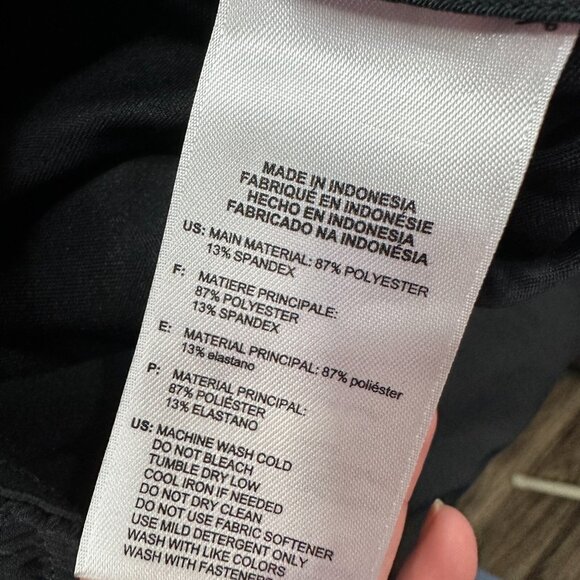 MADE IN INDONESIA
FABRIQUÉ EN INDONÉSIE
HECHO EN INDONESIA
FABRICADO NA INDONÉSIA
US: MAIN MATERIAL: 87% POLYESTER
13% SPANDEX
F: MATIERE PRINCIPALE:
87% POLYESTER
13% SPANDEX
E: MATERIAL PRINCIPAL: 87% poliéster
13% elastano
P: MATERIAL PRINCIPAL:
87% POLIÉSTER
13% ELASTANO
US: MACHINE WASH COLD
DO NOT BLEACH
TUMBLE DRY LOW
COOL IRON IF NEEDED
DO NOT DRY CLEAN
DO NOT USE FABRIC SOFTENER
USE MILD DETERGENT ONLY
WASH WITH LIKE COLORS
WASH WITH